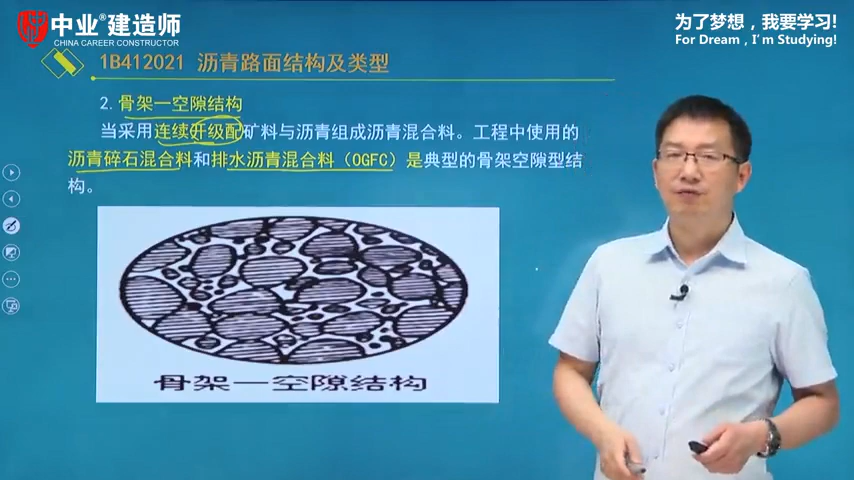 中业®建造师
CHINA CAREER CONSTRUCTOR
为了梦想，我要学习!
For Dream , I'm Studying!
1B412021 沥青路面结构及类型
2.骨架—空隙结构
当采用连续开级配矿料与沥青组成沥青混合料。工程中使用的
沥青碎石混合料和排水沥青混合料（OGFC）是典型的骨架空隙型结
构。
骨架—空隙结构